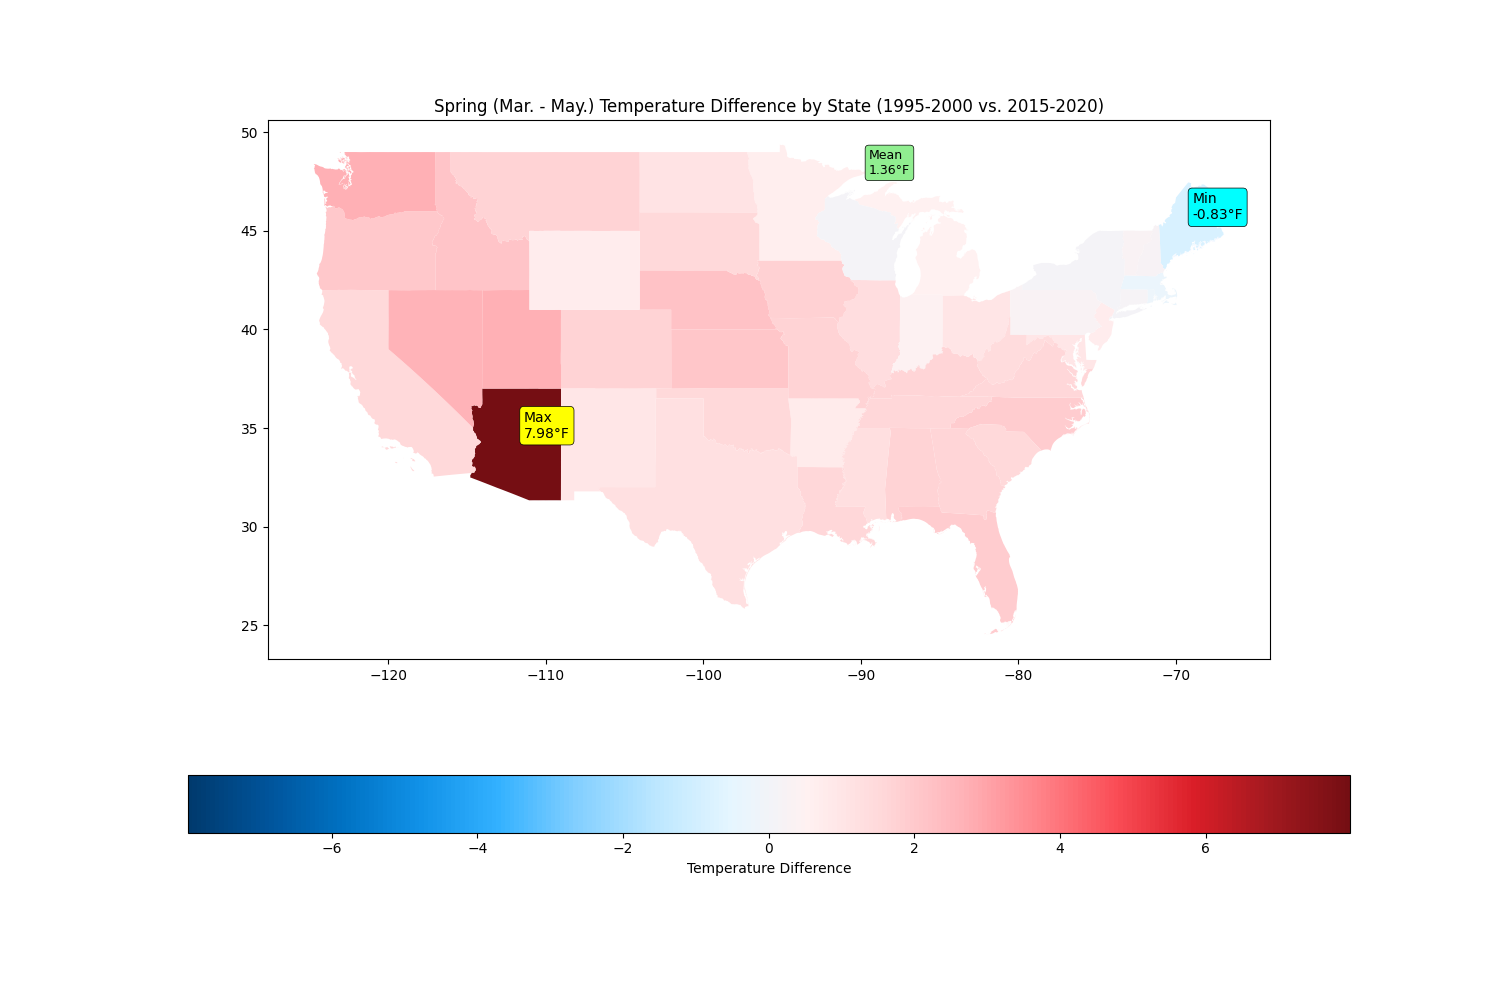 Spring (Mar. - May.) Temperature Difference by State (1995-2000 vs. 2015-2020)
50
45
40
35
30
25
Mean
1.36°F
Min
-0.83°F
Max
7.98°F
−120
−110
−100
−90
−80
−70
−6
−4
−2
0
2
4
6
Temperature Difference